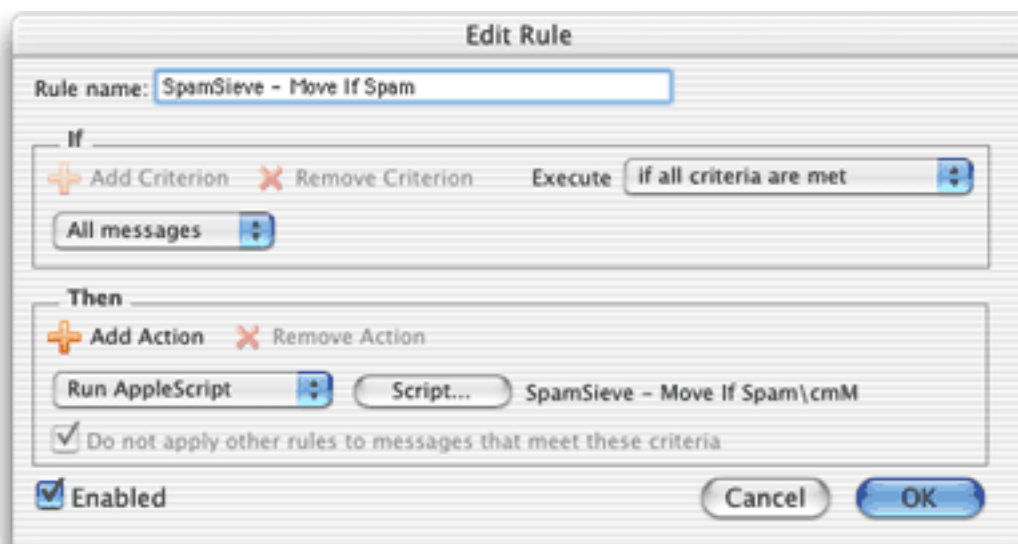 Edit Rule
Rule name: SpamSieve - Move If Spam
If
Add Criterion Remove Criterion Execute if all criteria are met
All messages
Then
Add Action Remove Action
Run AppleScript Script... SpamSieve - Move If Spam\cmM
Do not apply other rules to messages that meet these criteria
Enabled Cancel OK